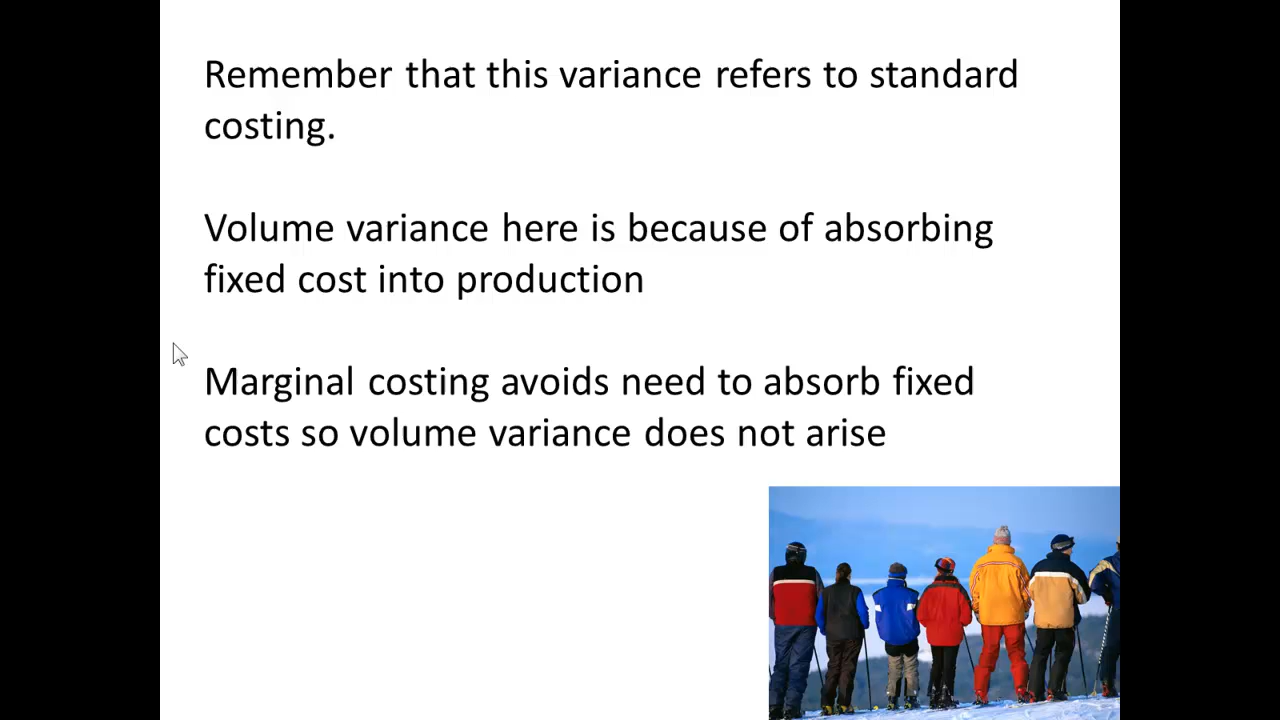 Remember that this variance refers to standard
costing.
Volume variance here is because of absorbing
fixed cost into production
Marginal costing avoids need to absorb fixed
costs so volume variance does not arise